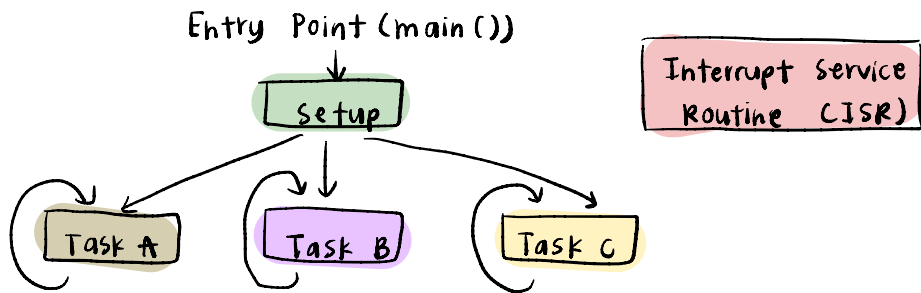 Entry Point (main())
Interrupt Service
Routine (ISR)
Setup
Task A
Task B
Task C